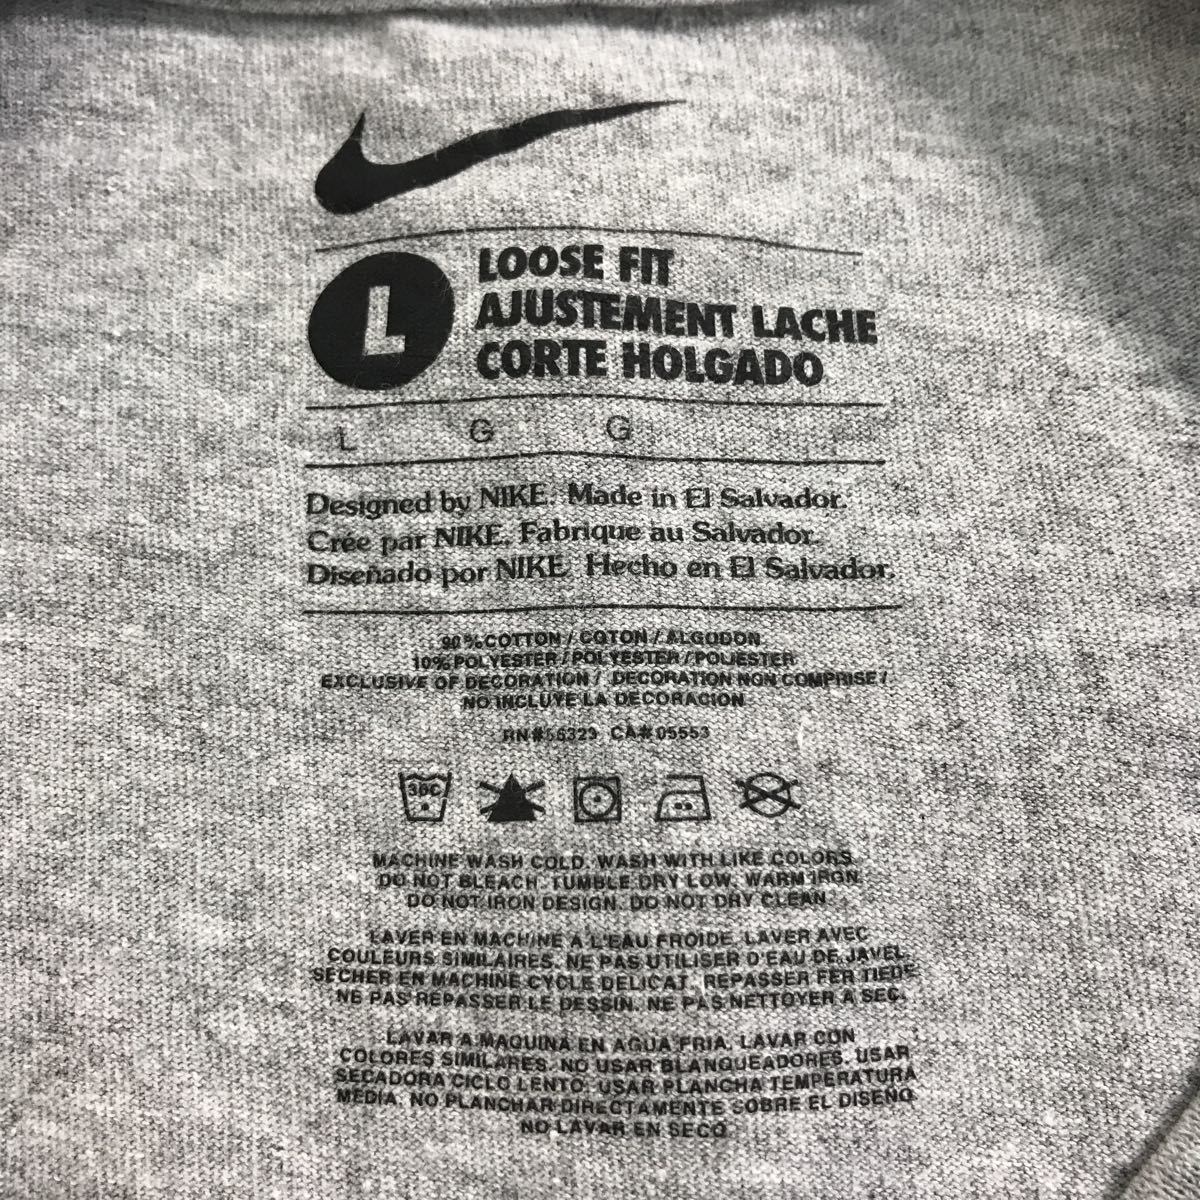 LOOSE FIT
L
AJUSTEMENT LACHE
CORTE HOLGADO
L G G
Designed by NIKE. Made in El Salvador.
Crée par NIKE. Fabrique au Salvador.
Diseñado por NIKE Hecho en El Salvador.
90%COTTON / COTON / ALGODON
10% POLYESTER / POLYESTER / POLIESTER
EXCLUSIVE OF DECORATION / DECORATION NON COMPRISE /
NO INCLUYE LA DECORACION
RN#56323 CA#05553
30C
MACHINE WASH COLD. WASH WITH LIKE COLORS.
DO NOT BLEACH. TUMBLE DRY LOW. WARM IRON.
DO NOT IRON DESIGN. DO NOT DRY CLEAN.
LAVER EN MACHINE A L'EAU FROIDE. LAVER AVEC
COULEURS SIMILAIRES. NE PAS UTILISER D'EAU DE JAVEL.
SECHER EN MACHINE CYCLE DELICAT. REPASSER FER TIEDE
NE PAS REPASSER LE DESSIN. NE PAS NETTOYER A SEC.
LAVAR A MAQUINA EN AGUA FRIA. LAVAR CON
COLORES SIMILARES. NO USAR BLANQUEADORES. USAR
SECADORA CICLO LENTO. USAR PLANCHA TEMPERATURA
MEDIA. NO PLANCHAR DIRECTAMENTE SOBRE EL DISENO
NO LAVAR EN SECO